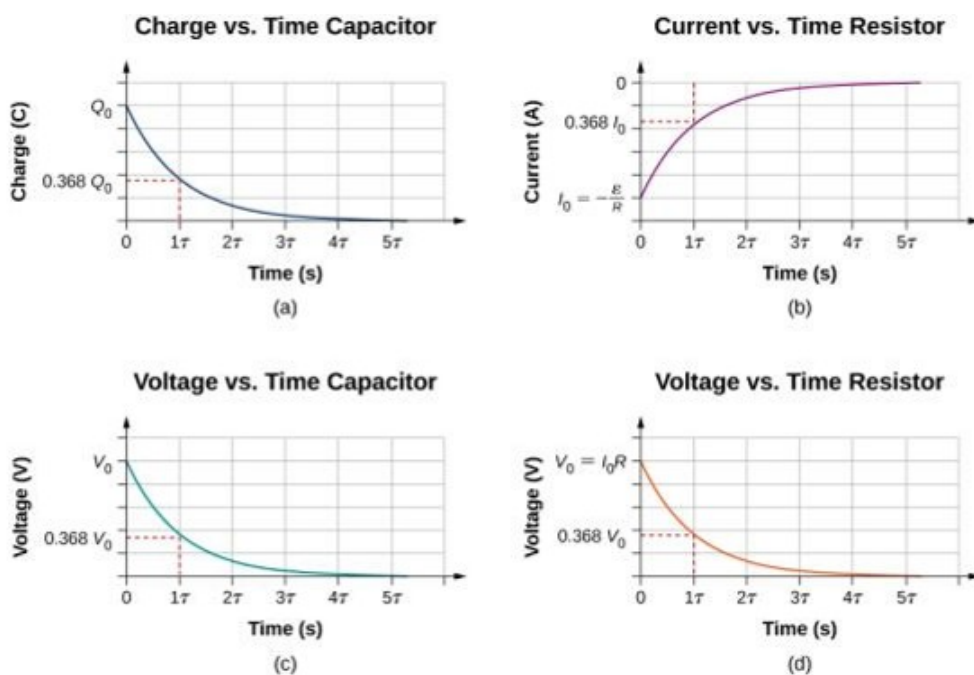 Charge vs. Time Capacitor
Charge (C)
Q₀
0.368 Q₀
0 1τ 2τ 3τ 4τ 5τ
Time (s)
(a)
Current vs. Time Resistor
Current (A)
0
0.368 I₀
I₀ = −ε/R
0 1τ 2τ 3τ 4τ 5τ
Time (s)
(b)
Voltage vs. Time Capacitor
Voltage (V)
V₀
0.368 V₀
0 1τ 2τ 3τ 4τ 5τ
Time (s)
(c)
Voltage vs. Time Resistor
Voltage (V)
V₀ = I₀R
0.368 V₀
0 1τ 2τ 3τ 4τ 5τ
Time (s)
(d)